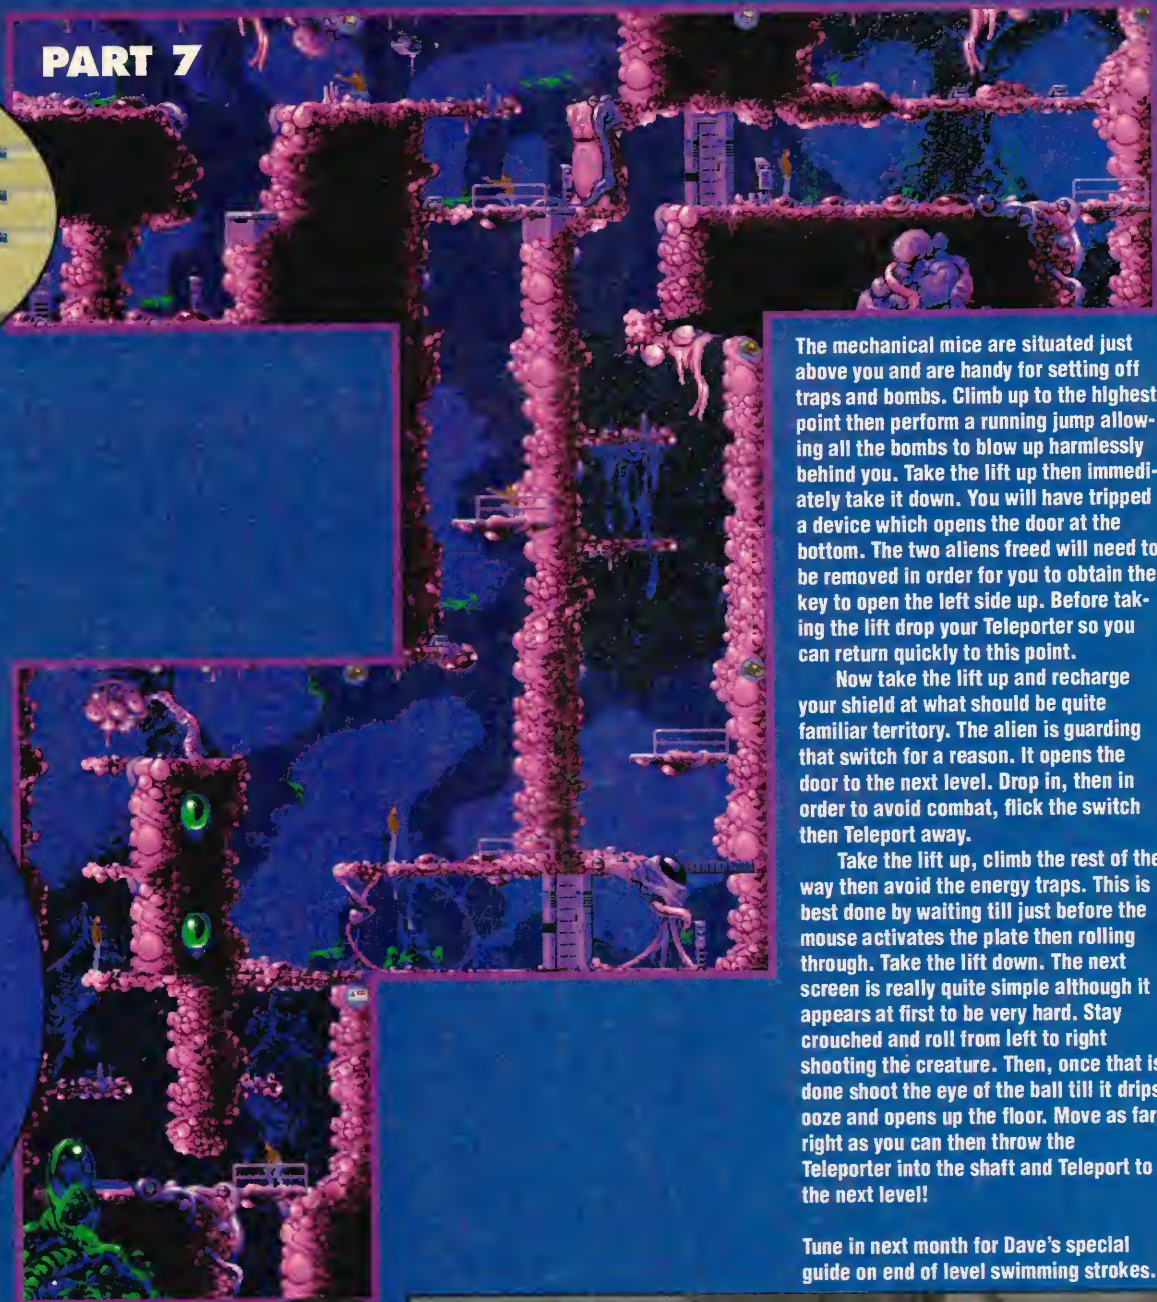 PART 7
The mechanical mice are situated just
above you and are handy for setting off
traps and bombs. Climb up to the highest
point then perform a running jump allow-
ing all the bombs to blow up harmlessly
behind you. Take the lift up then immedi-
ately take it down. You will have tripped
a device which opens the door at the
bottom. The two aliens freed will need to
be removed in order for you to obtain the
key to open the left side up. Before tak-
ing the lift drop your Teleporter so you
can return quickly to this point.
Now take the lift up and recharge
your shield at what should be quite
familiar territory. The alien is guarding
that switch for a reason. It opens the
door to the next level. Drop in, then in
order to avoid combat, flick the switch
then Teleport away.
Take the lift up, climb the rest of the
way then avoid the energy traps. This is
best done by waiting till just before the
mouse activates the plate then rolling
through. Take the lift down. The next
screen is really quite simple although it
appears at first to be very hard. Stay
crouched and roll from left to right
shooting the creature. Then, once that is
done shoot the eye of the ball till it drips
ooze and opens up the floor. Move as far
right as you can then throw the
Teleporter into the shaft and Teleport to
the next level!
Tune in next month for Dave's special
guide on end of level swimming strokes.